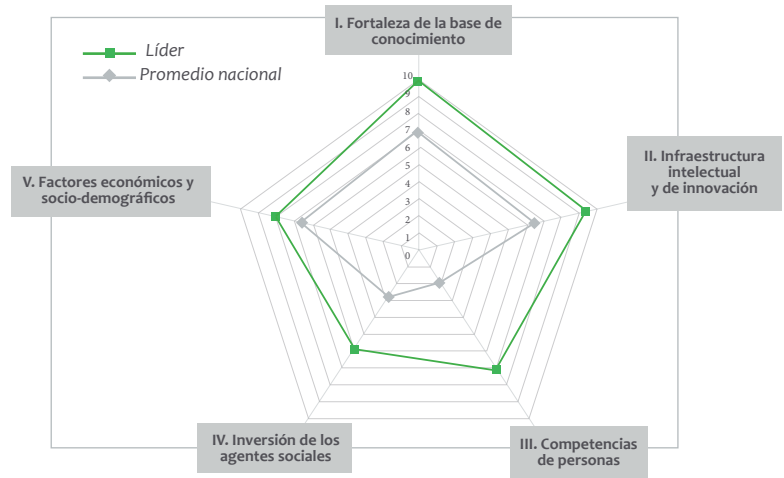 I. Fortaleza de la base de
conocimiento
Líder
Promedio nacional
10
9
8
7
6
5
4
3
2
1
0
II. Infraestructura
intelectual
y de innovación
V. Factores económicos y
socio-demográficos
IV. Inversión de los
agentes sociales
III. Competencias
de personas